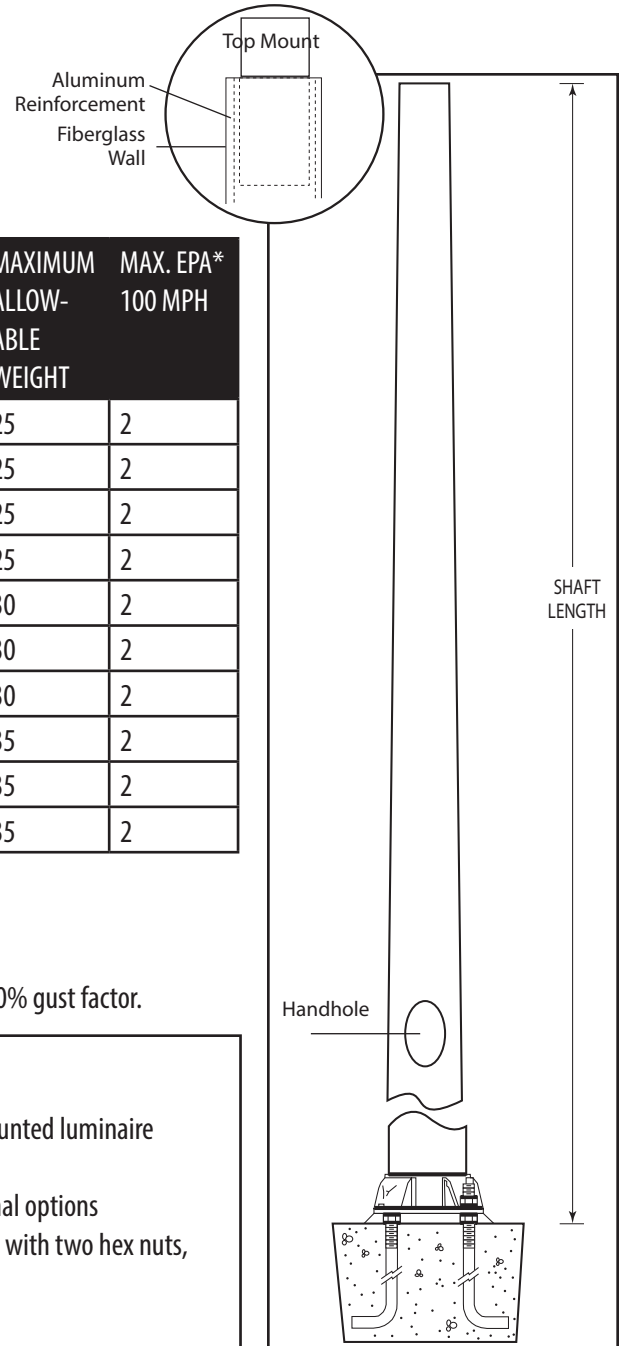 Top Mount
Aluminum
Reinforcement
Fiberglass
Wall
MAXIMUM
ALLOW-
ABLE
WEIGHT
MAX. EPA*
100 MPH
25 2
25 2
25 2
25 2
30 2
30 2
30 2
35 2
35 2
35 2
SHAFT
LENGTH
Handhole
0% gust factor.
unted luminaire
nal options
with two hex nuts,